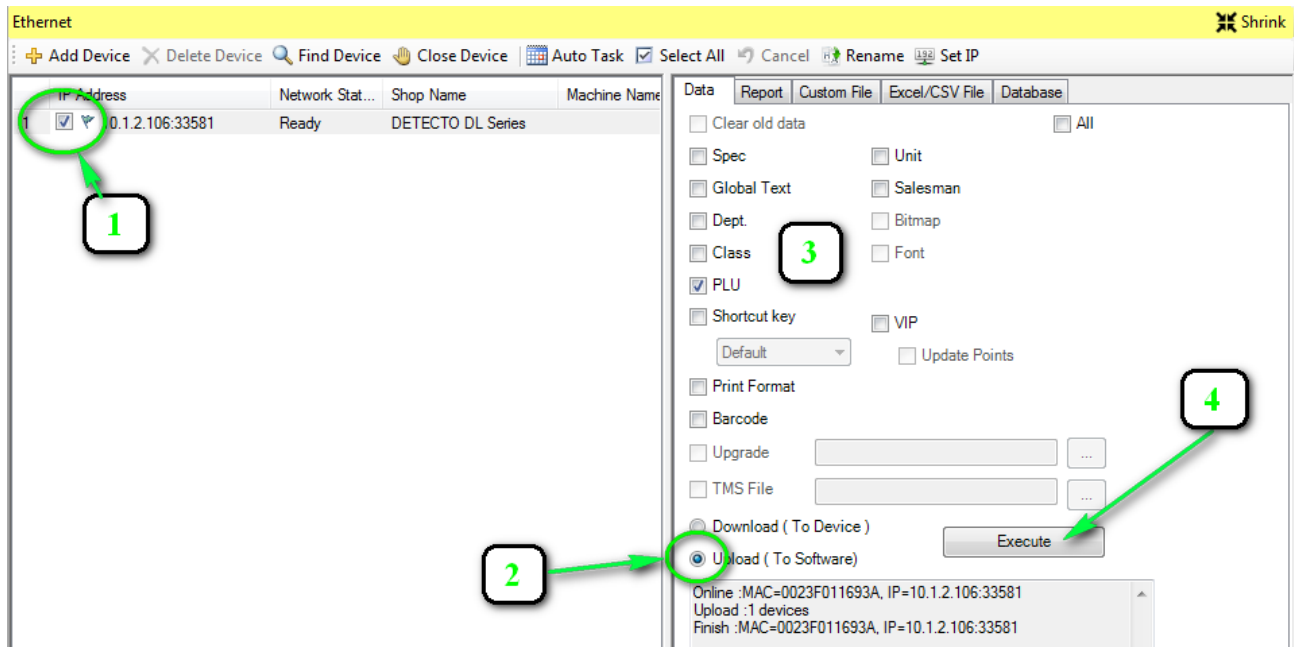 Ethernet
Shrink
Add Device Delete Device Find Device Close Device Auto Task Select All Cancel Rename Set IP
IP Address Network Stat... Shop Name Machine Name
1 10.1.2.106:33581 Ready DETECTO DL Series
1
Data Report Custom File Excel/CSV File Database
Clear old data All
Spec Unit
Global Text Salesman
Dept. Bitmap
Class Font
3
PLU
Shortcut key VIP
Default Update Points
Print Format
4
Barcode
Upgrade ...
TMS File ...
Download ( To Device )
Execute
2
Upload ( To Software)
Online :MAC=0023F011693A, IP=10.1.2.106:33581
Upload :1 devices
Finish :MAC=0023F011693A, IP=10.1.2.106:33581